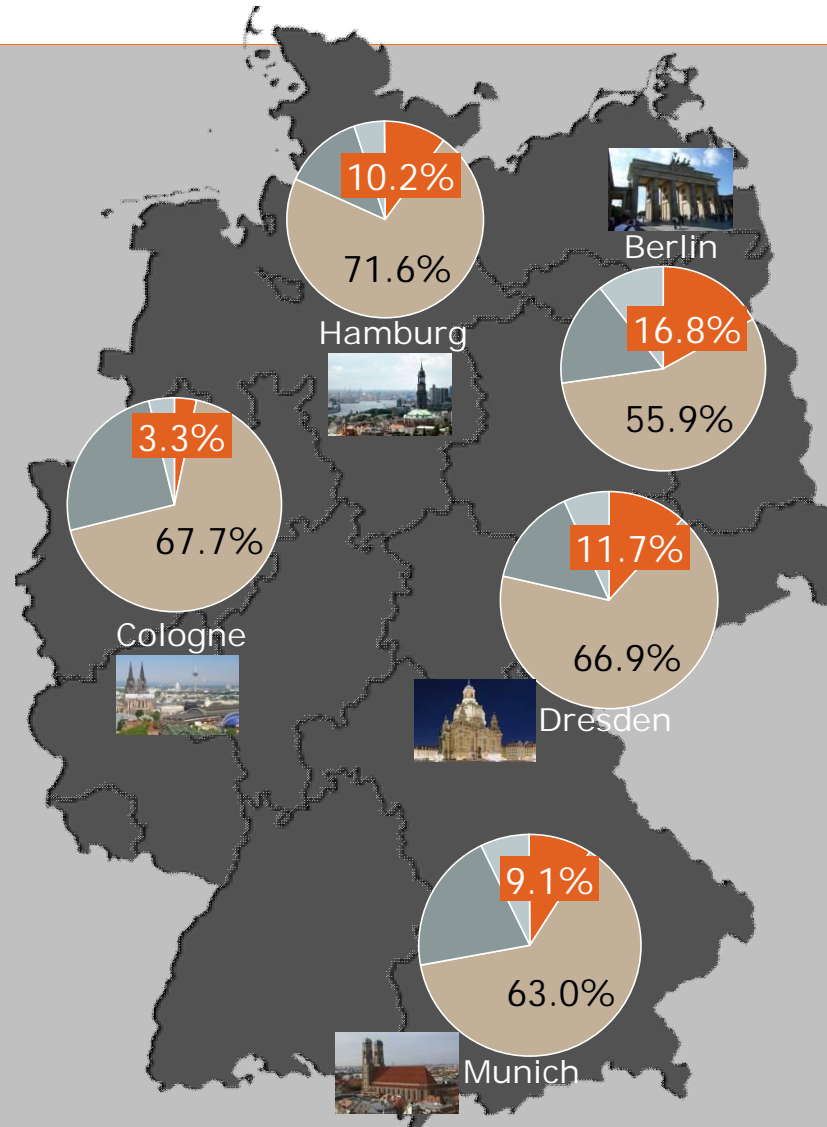 10.2%
71.6%
Hamburg
Berlin
16.8%
55.9%
3.3%
67.7%
Cologne
11.7%
66.9%
Dresden
9.1%
63.0%
Munich